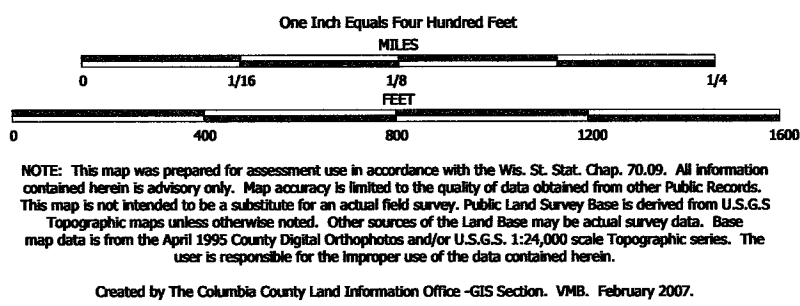 One Inch Equals Four Hundred Feet
MILES
0 1/16 1/8 1/4
FEET
0 400 800 1200 1600
NOTE: This map was prepared for assessment use in accordance with the Wis. St. Stat. Chap. 70.09. All information
contained herein is advisory only. Map accuracy is limited to the quality of data obtained from other Public Records.
This map is not intended to be a substitute for an actual field survey. Public Land Survey Base is derived from U.S.G.S
Topographic maps unless otherwise noted. Other sources of the Land Base may be actual survey data. Base
map data is from the April 1995 County Digital Orthophotos and/or U.S.G.S. 1:24,000 scale Topographic series. The
user is responsible for the improper use of the data contained herein.
Created by The Columbia County Land Information Office -GIS Section. VMB. February 2007.